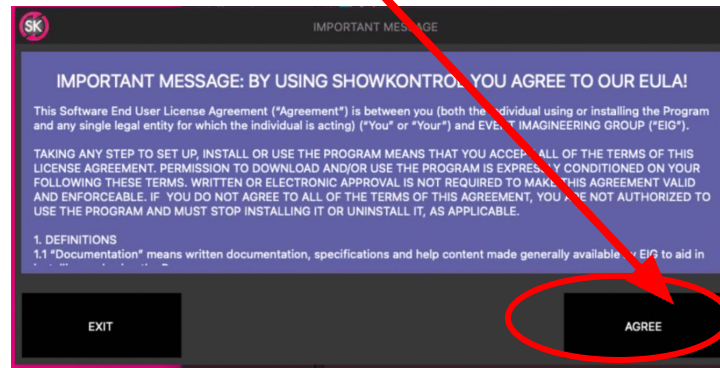 SK
IMPORTANT MESSAGE
IMPORTANT MESSAGE: BY USING SHOWKONTROL YOU AGREE TO OUR EULA!
This Software End User License Agreement ("Agreement") is between you (both the individual using or installing the Program
and any single legal entity for which the individual is acting) ("You" or "Your") and EVENT IMAGINEERING GROUP ("EIG").
TAKING ANY STEP TO SET UP, INSTALL OR USE THE PROGRAM MEANS THAT YOU ACCEPT ALL OF THE TERMS OF THIS
LICENSE AGREEMENT. PERMISSION TO DOWNLOAD AND/OR USE THE PROGRAM IS EXPRESSLY CONDITIONED ON YOUR
FOLLOWING THESE TERMS. WRITTEN OR ELECTRONIC APPROVAL IS NOT REQUIRED TO MAKE THIS AGREEMENT VALID
AND ENFORCEABLE. IF YOU DO NOT AGREE TO ALL OF THE TERMS OF THIS AGREEMENT, YOU ARE NOT AUTHORIZED TO
USE THE PROGRAM AND MUST STOP INSTALLING IT OR UNINSTALL IT, AS APPLICABLE.
1. DEFINITIONS
1.1 "Documentation" means written documentation, specifications and help content made generally available by EIG to aid in
EXIT
AGREE